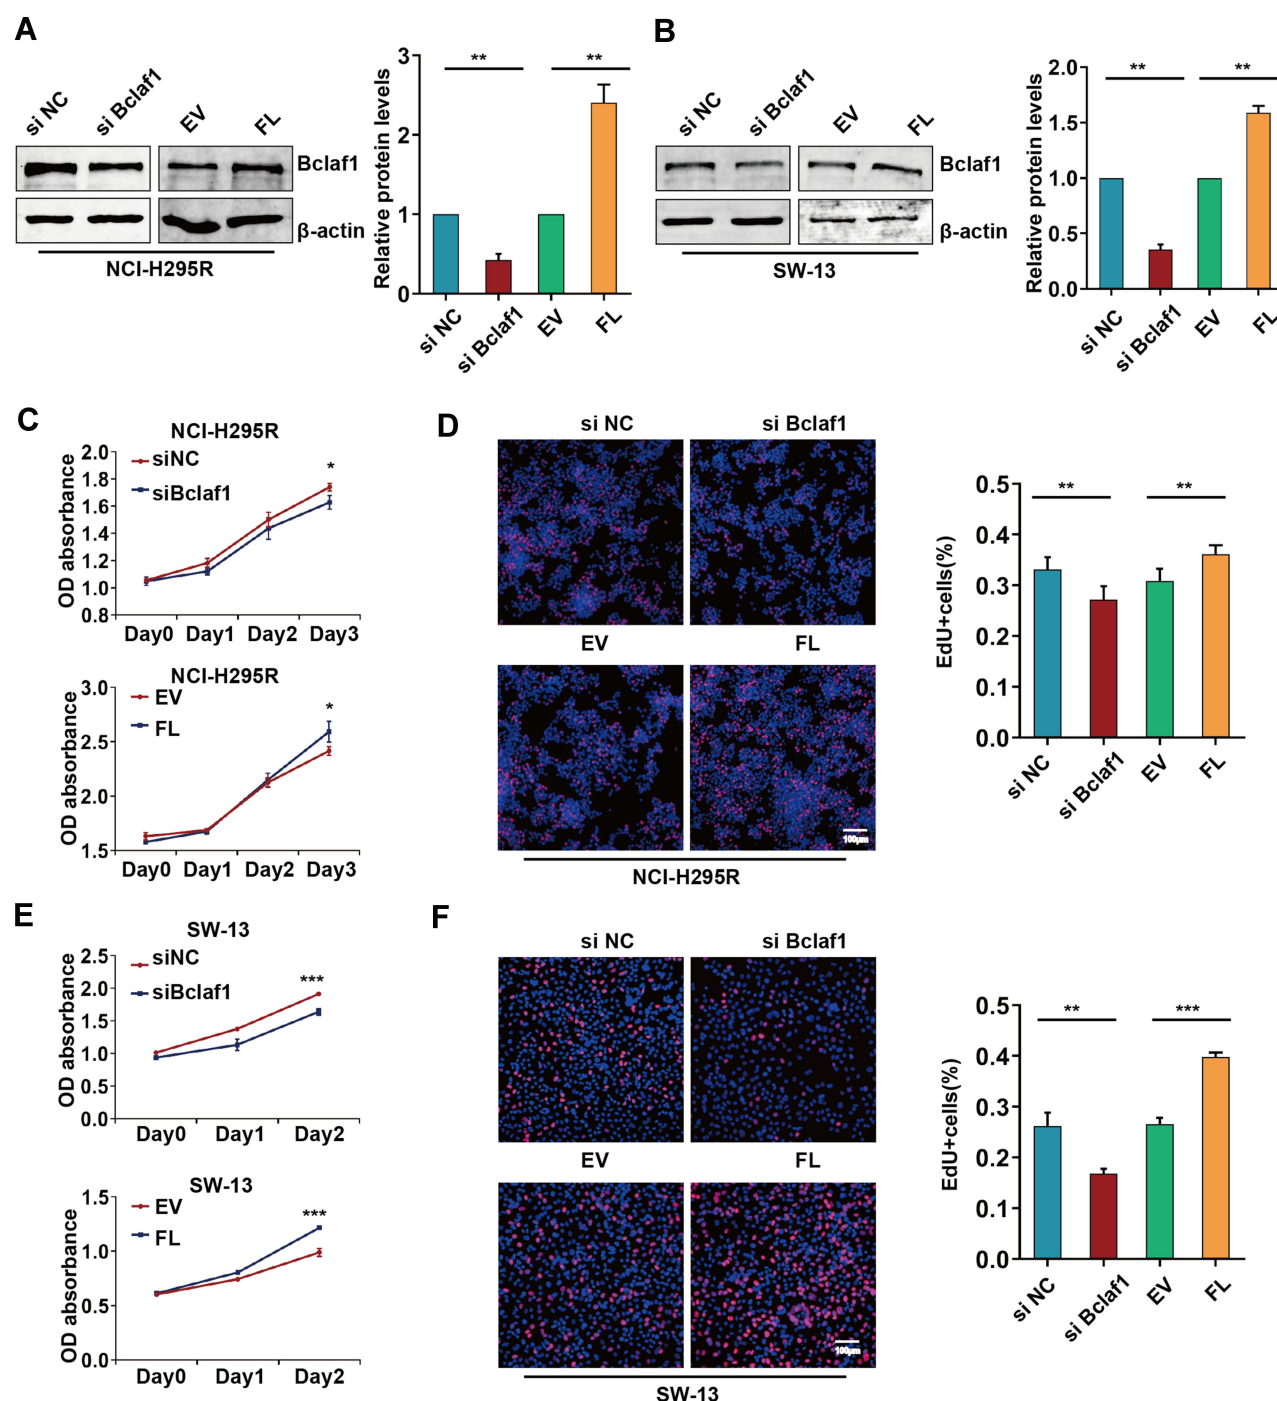 A
si NC
si Bclaf1
EV
FL
Bclaf1
β-actin
NCI-H295R
Relative protein levels
3
2
1
0
**
**
si NC
si Bclaf1
EV
FL
B
si NC
si Bclaf1
EV
FL
Bclaf1
β-actin
SW-13
Relative protein levels
2.0
1.5
1.0
0.5
0.0
**
**
si NC
si Bclaf1
EV
FL
C
NCI-H295R
OD absorbance
2.0
1.8
1.6
1.4
1.2
1.0
0.8
siNC
siBclaf1
*
Day0 Day1 Day2 Day3
NCI-H295R
OD absorbance
3.0
2.5
2.0
1.5
EV
FL
*
Day0 Day1 Day2 Day3
D
si NC
si Bclaf1
EV
FL
100μm
NCI-H295R
EdU+cells(%)
0.5
0.4
0.3
0.2
0.1
0.0
**
**
si NC
si Bclaf1
EV
FL
E
SW-13
OD absorbance
2.5
2.0
1.5
1.0
0.5
0.0
siNC
siBclaf1
***
Day0 Day1 Day2
SW-13
OD absorbance
1.5
1.0
0.5
0.0
EV
FL
***
Day0 Day1 Day2
F
si NC
si Bclaf1
EV
FL
100μm
SW-13
EdU+cells(%)
0.5
0.4
0.3
0.2
0.1
0.0
**
***
si NC
si Bclaf1
EV
FL